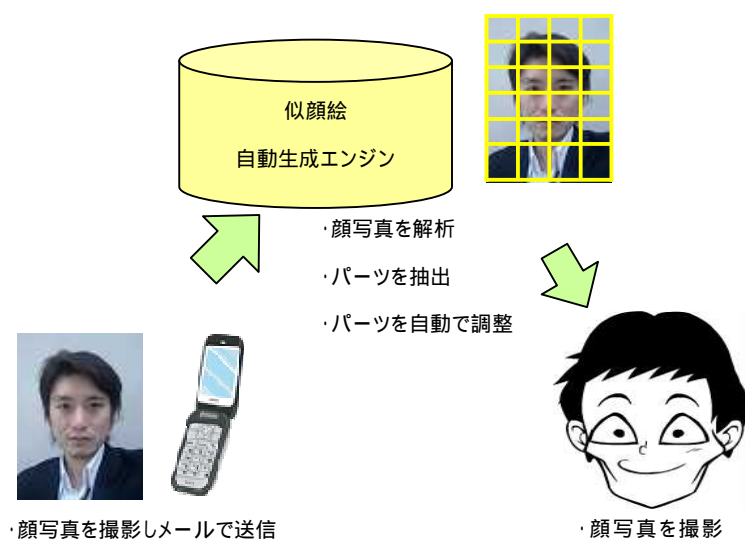 似顔絵
自動生成エンジン
・顔写真を解析
・パーツを抽出
・パーツを自動で調整
・顔写真を撮影しメールで送信
・顔写真を撮影